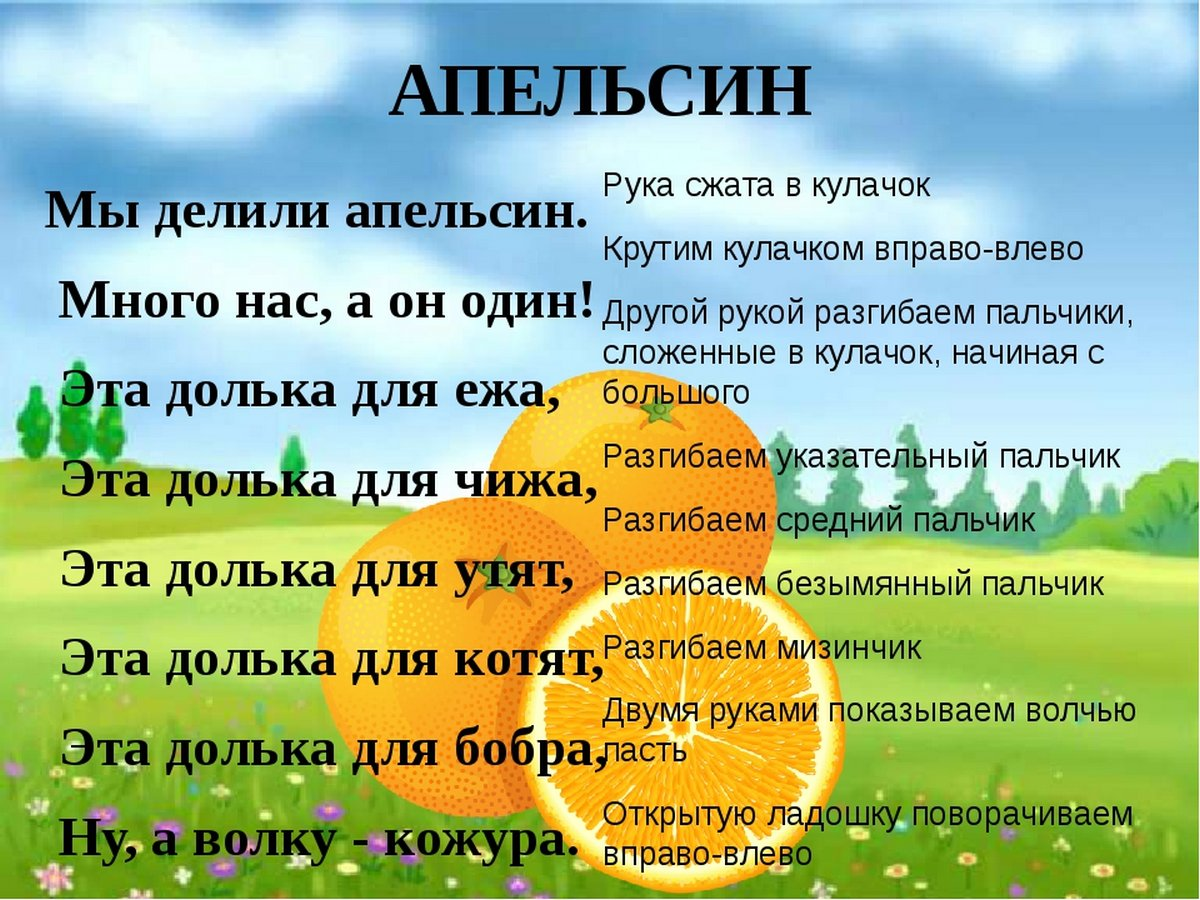 АПЕЛЬСИН
Мы делили апельсин.
Много нас, а он один!
Эта долька для ежа,
Эта долька для чижа,
Эта долька для утят,
Эта долька для котят,
Эта долька для бобра,
Ну, а волку - кожура.
Рука сжата в кулачок
Крутим кулачком вправо-влево
Другой рукой разгибаем пальчики,
сложенные в кулачок, начиная с
большого
Разгибаем указательный пальчик
Разгибаем средний пальчик
Разгибаем безымянный пальчик
Разгибаем мизинчик
Двумя руками показываем волчью
пасть
Открытую ладошку поворачиваем
вправо-влево